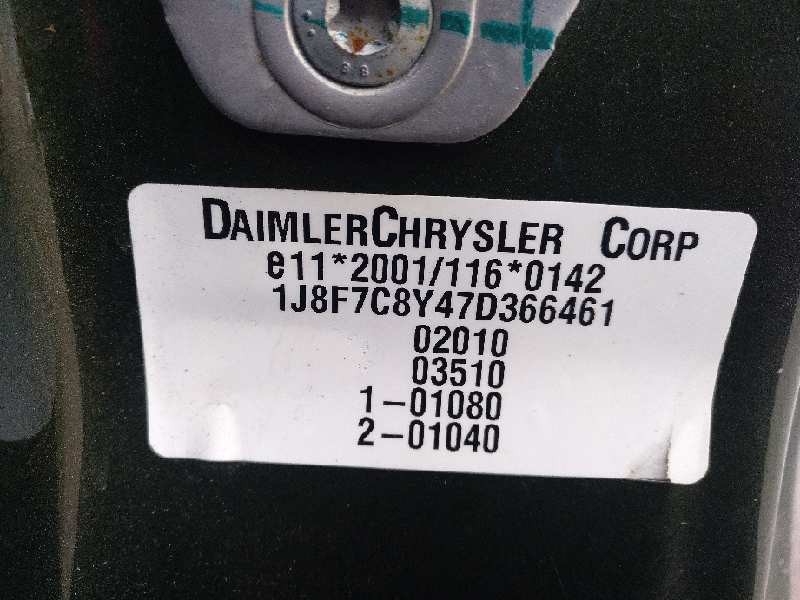 DAIMLERCHRYSLER CORP
e11*2001/116*0142
1J8F7C8Y47D366461
02010
03510
1-01080
2-01040